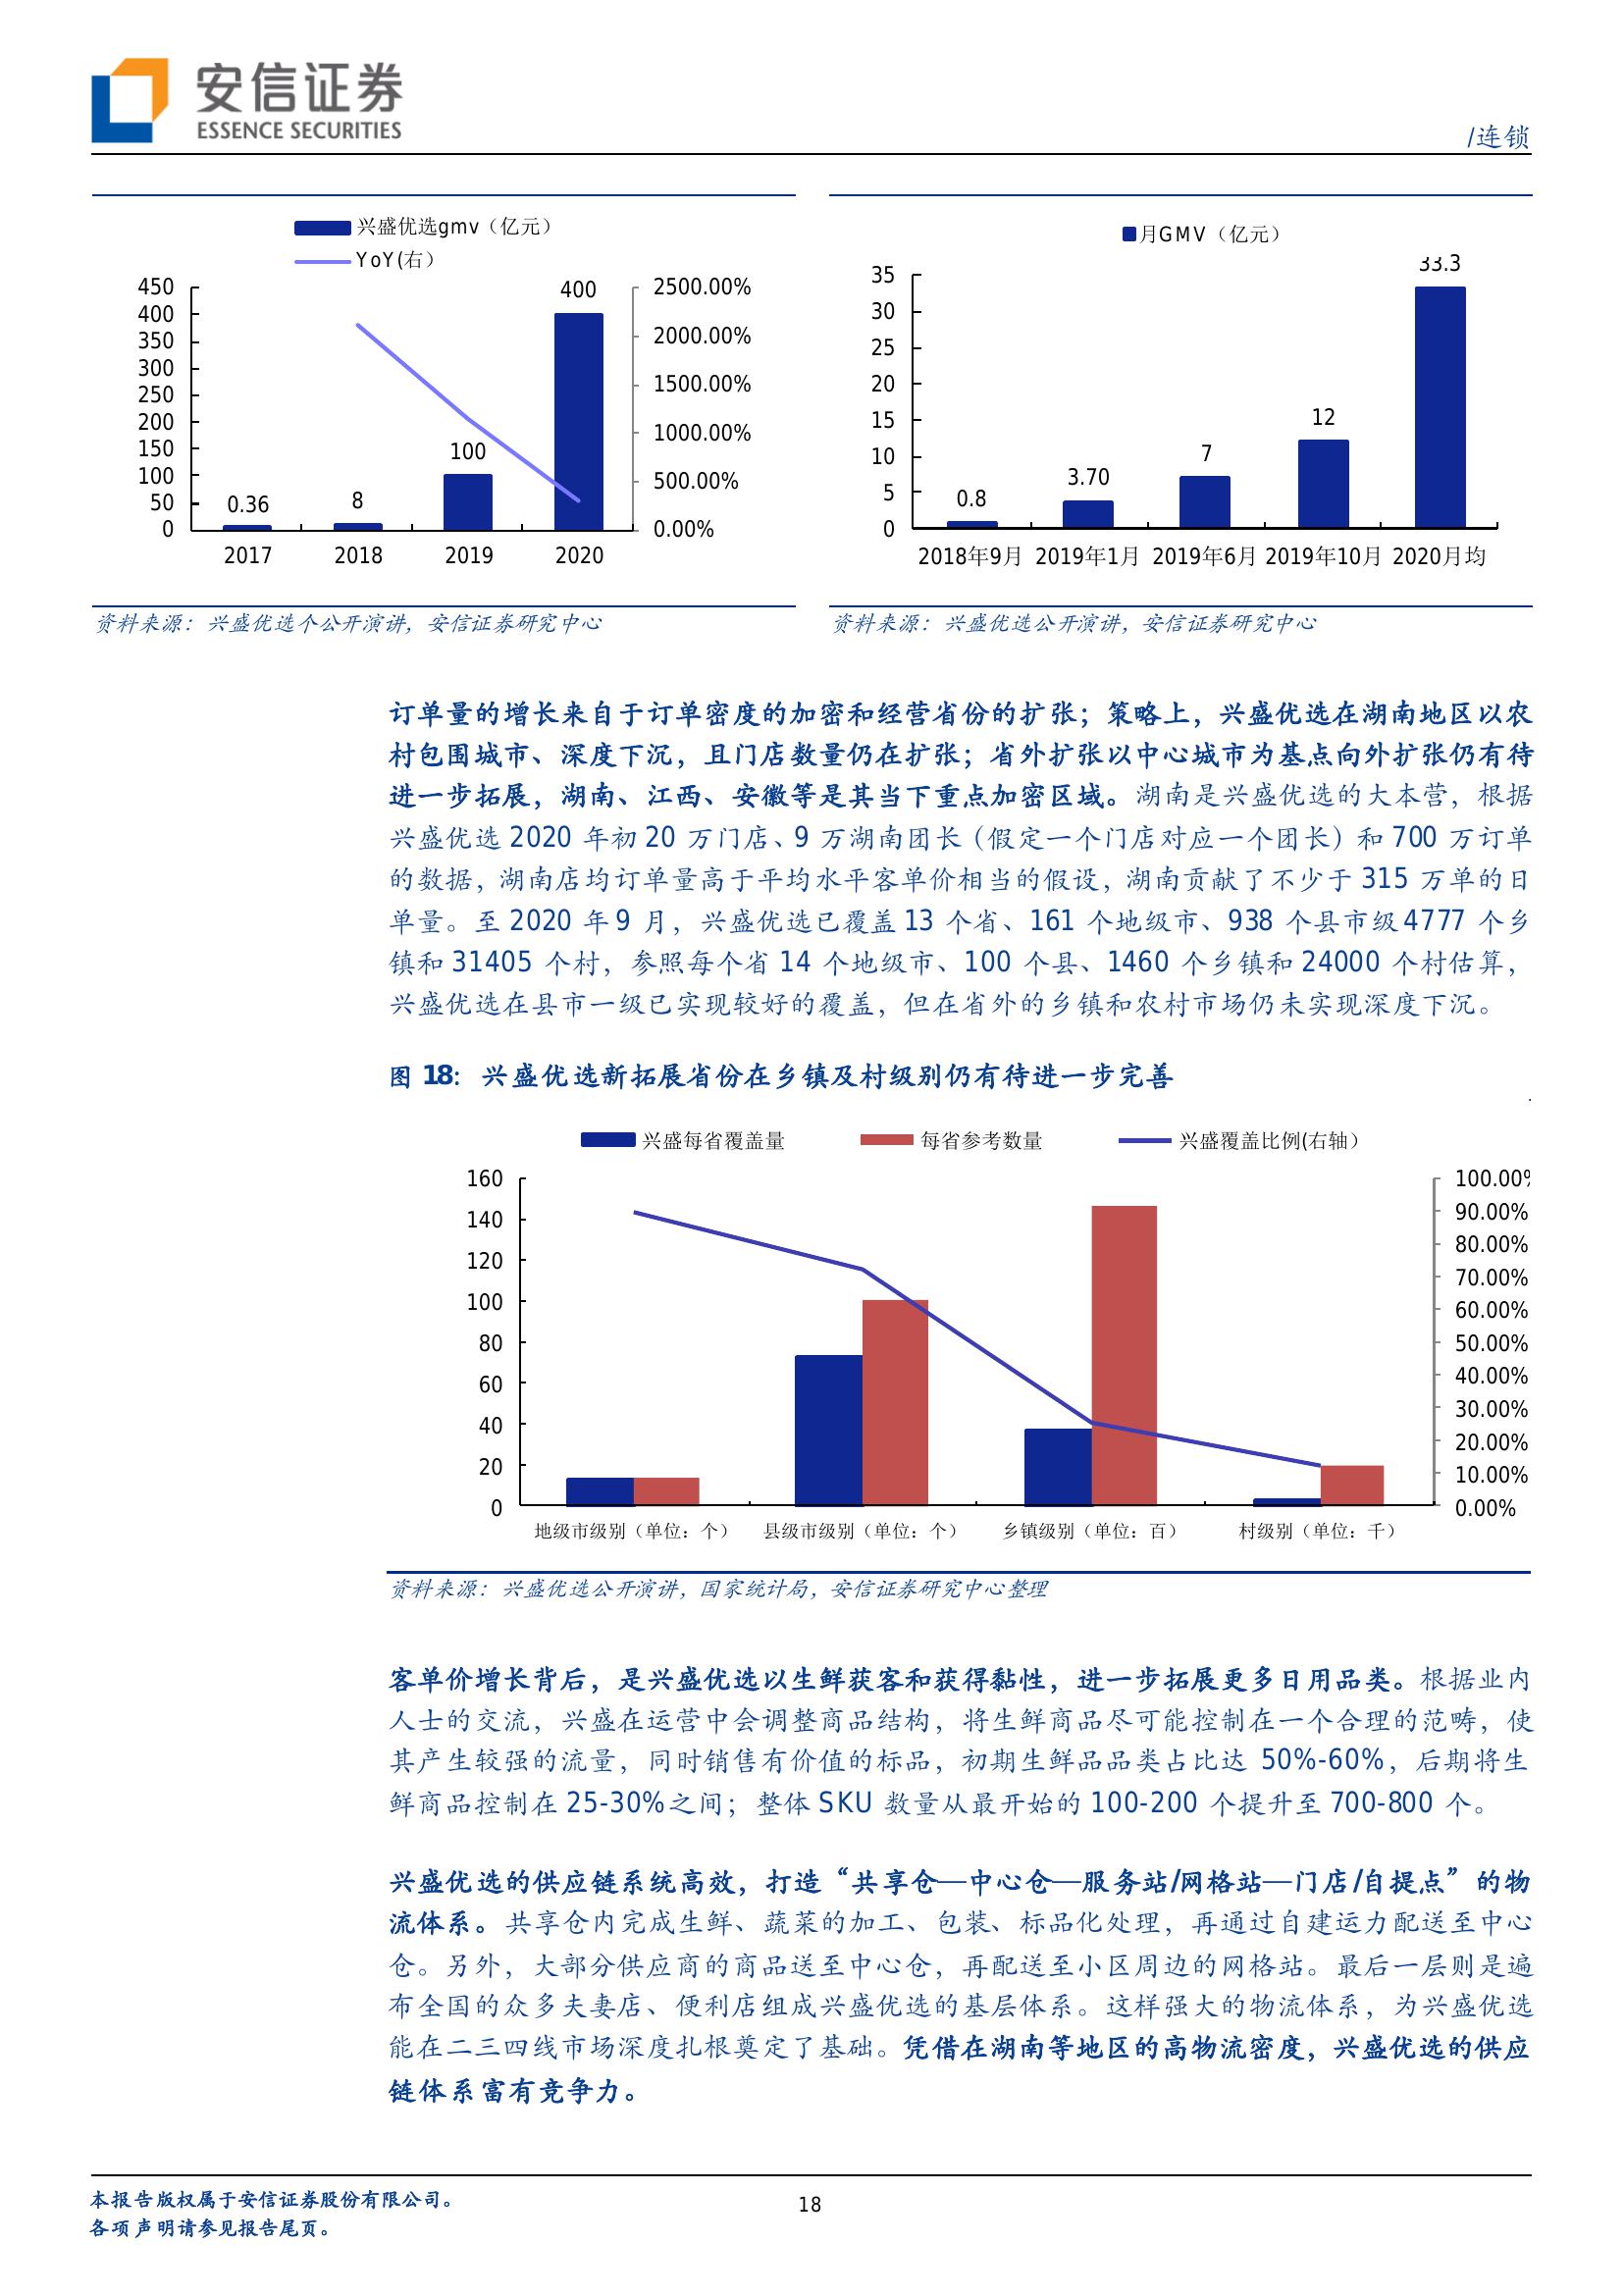 安信证券
ESSENCE SECURITIES
/连锁
兴盛优选gmv（亿元）
YoY(右）
450
400
350
300
250
200
150
100
50
0
2500.00%
2000.00%
1500.00%
1000.00%
500.00%
0.00%
0.36
8
100
400
2017
2018
2019
2020
资料来源：兴盛优选个公开演讲，安信证券研究中心
月GMV（亿元）
35
30
25
20
15
10
5
0
0.8
3.70
7
12
33.3
2018年9月
2019年1月
2019年6月
2019年10月
2020月均
资料来源：兴盛优选公开演讲，安信证券研究中心
订单量的增长来自于订单密度的加密和经营省份的扩张；策略上，兴盛优选在湖南地区以农
村包围城市、深度下沉，且门店数量仍在扩张；省外扩张以中心城市为基点向外扩张仍有待
进一步拓展，湖南、江西、安徽等是其当下重点加密区域。湖南是兴盛优选的大本营，根据
兴盛优选 2020 年初 20 万门店、9 万湖南团长（假定一个门店对应一个团长）和 700 万订单
的数据，湖南店均订单量高于平均水平客单价相当的假设，湖南贡献了不少于 315 万单的日
单量。至 2020 年 9 月，兴盛优选已覆盖 13 个省、161 个地级市、938 个县市级 4777 个乡
镇和 31405 个村，参照每个省 14 个地级市、100 个县、1460 个乡镇和 24000 个村估算，
兴盛优选在县市一级已实现较好的覆盖，但在省外的乡镇和农村市场仍未实现深度下沉。
图 18：兴盛优选新拓展省份在乡镇及村级别仍有待进一步完善
兴盛每省覆盖量
每省参考数量
兴盛覆盖比例(右轴）
160
140
120
100
80
60
40
20
0
100.00%
90.00%
80.00%
70.00%
60.00%
50.00%
40.00%
30.00%
20.00%
10.00%
0.00%
地级市级别（单位：个）
县级市级别（单位：个）
乡镇级别（单位：百）
村级别（单位：千）
资料来源：兴盛优选公开演讲，国家统计局，安信证券研究中心整理
客单价增长背后，是兴盛优选以生鲜获客和获得黏性，进一步拓展更多日用品类。根据业内
人士的交流，兴盛在运营中会调整商品结构，将生鲜商品尽可能控制在一个合理的范畴，使
其产生较强的流量，同时销售有价值的标品，初期生鲜品品类占比达 50%-60%，后期将生
鲜商品控制在 25-30%之间；整体 SKU 数量从最开始的 100-200 个提升至 700-800 个。
兴盛优选的供应链系统高效，打造“共享仓—中心仓—服务站/网格站—门店/自提点”的物
流体系。共享仓内完成生鲜、蔬菜的加工、包装、标品化处理，再通过自建运力配送至中心
仓。另外，大部分供应商的商品送至中心仓，再配送至小区周边的网格站。最后一层则是遍
布全国的众多夫妻店、便利店组成兴盛优选的基层体系。这样强大的物流体系，为兴盛优选
能在二三四线市场深度扎根奠定了基础。凭借在湖南等地区的高物流密度，兴盛优选的供应
链体系富有竞争力。
本报告版权属于安信证券股份有限公司。
18
各项声明请参见报告尾页。